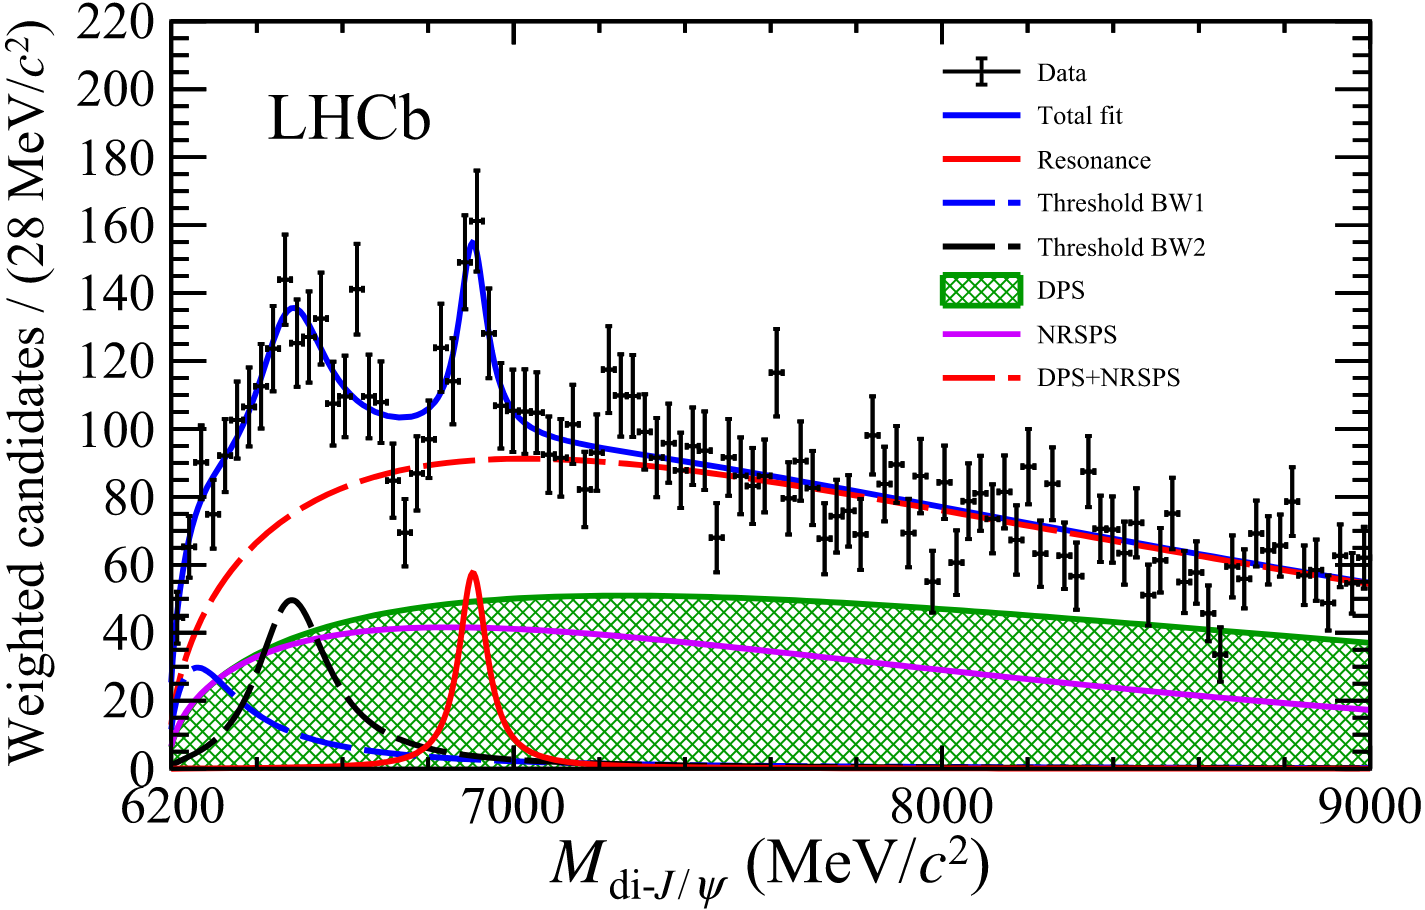 Weighted candidates / (28 MeV/c²)
220
200
180
160
140
120
100
80
60
40
20
0
LHCb
Data
Total fit
Resonance
Threshold BW1
Threshold BW2
DPS
NRSPS
DPS+NRSPS
6200 7000 8000 9000
M di-J/ψ (MeV/c²)